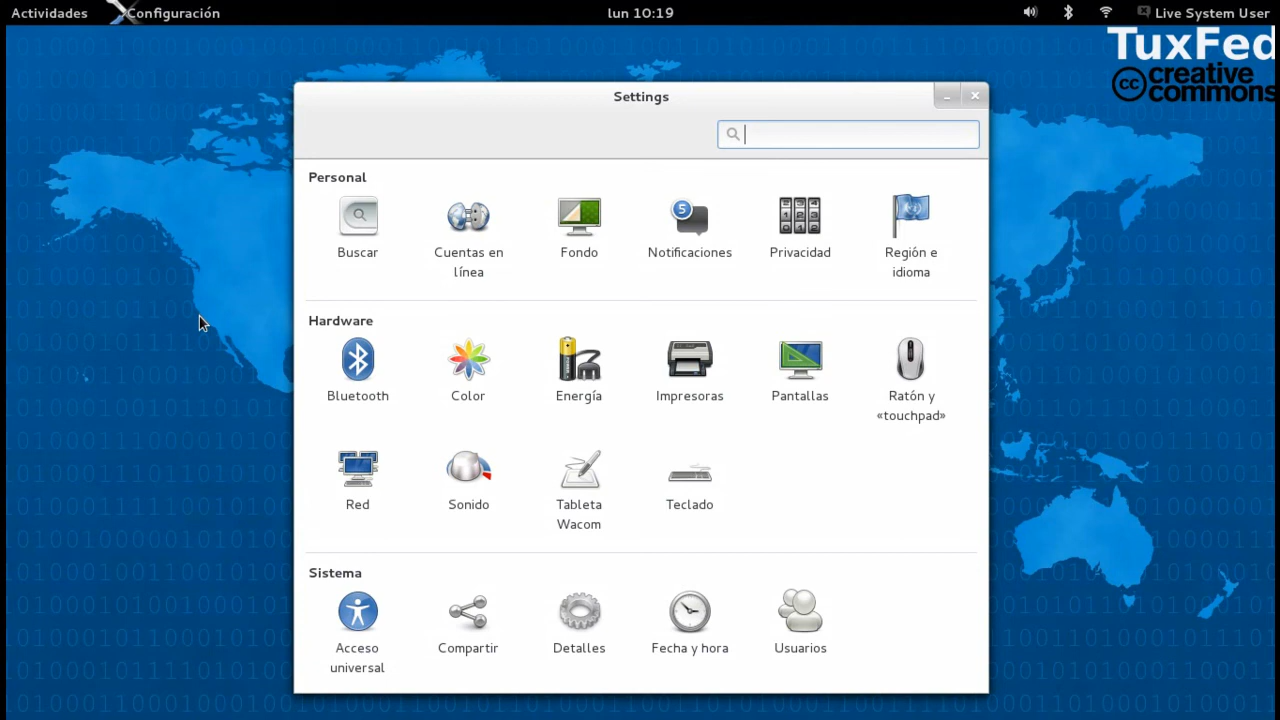 Actividades Configuración lun 10:19 Live System User
TuxFed
creative
commons
cc
Settings
Personal
Buscar Cuentas en Fondo Notificaciones Privacidad Región e
línea idioma
5
Hardware
Bluetooth Color Energía Impresoras Pantallas Ratón y
«touchpad»
Red Sonido Tableta Teclado
Wacom
Sistema
Acceso Compartir Detalles Fecha y hora Usuarios
universal